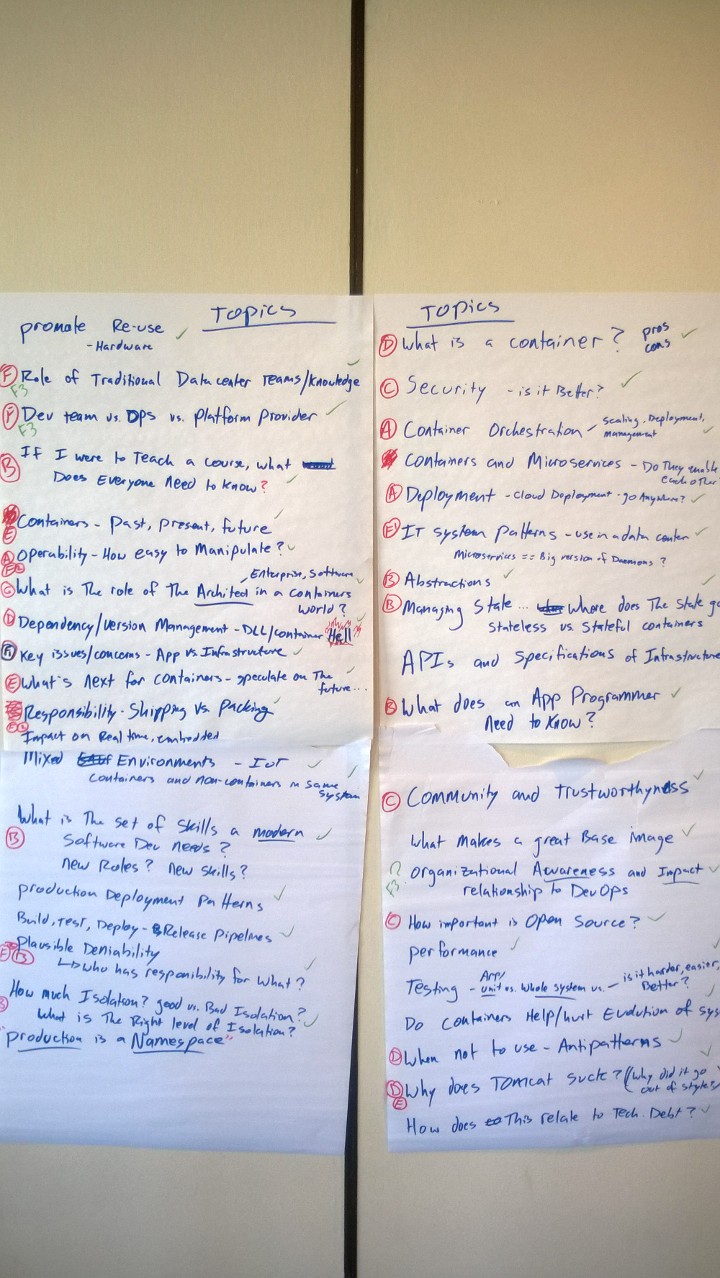 Topics
promote Re-use ✓
- Hardware
Ⓕ Role of Traditional Data center Teams/Knowledge ✓
F3
Ⓕ Dev team vs. OPS vs. Platform Provider ✓
F3
Ⓑ If I were to Teach a course, what
Does Everyone Need to Know? ✓
Ⓔ Containers - Past, present, future ✓
Ⓐ Operability - How easy to Manipulate? ✓
Enterprise, Software
Ⓖ What is The role of The Architect in a containers
world? ✓
Ⓓ Dependency/version Management - DLL/container Hell ✓
Key issues/concerns - App vs Infrastructure ✓
Ⓔ What's next for containers - speculate on The
future... ✓
Responsibility - Shipping vs. Packing ✓
Impact on Real time, embedded
Mixed Environments - IoT ✓
containers and non-containers in same
system ✓
What is The set of skills a modern ✓
Ⓑ Software Dev needs?
new Roles? New skills?
production Deployment Patterns ✓
Build, Test, Deploy - Release Pipelines ✓
Plausible Deniability ✓
↳ who has responsibility for what?
How much Isolation? good vs. Bad Isolation?
What is The Right level of Isolation? ✓
"production is a Namespace"
Topics
Ⓓ What is a container? pros ✓
cons
Ⓒ Security - is it Better? ✓
Ⓐ Container Orchestration - scaling, Deployment,
management ✓
Containers and Microservices - Do They enable
each other
Ⓐ Deployment - Cloud Deployment - go Anywhere? ✓
IT system Patterns - use in a data center ✓
microservices == Big version of Daemons?
Ⓑ Abstractions ✓
Ⓑ Managing State... Where does The State go
Stateless vs. Stateful containers
APIs and Specifications of Infrastructure
Ⓑ What does an App Programmer ✓
Need to Know?
Ⓒ Community and Trustworthyness ✓
What makes a great Base image ✓
Organizational Awareness and Impact ✓
F3 relationship to DevOps
Ⓒ How important is Open Source? ✓
performance ✓
Testing - App/
unit vs. Whole system vs. - is it harder, easier,
Better? ✓
Do containers Help/hurt Evolution of sys
Ⓓ When not to use - Antipatterns ✓
Ⓓ Why does Tomcat suck? (Why did it go
Ⓔ out of style
How does This relate to Tech. Debt? ✓